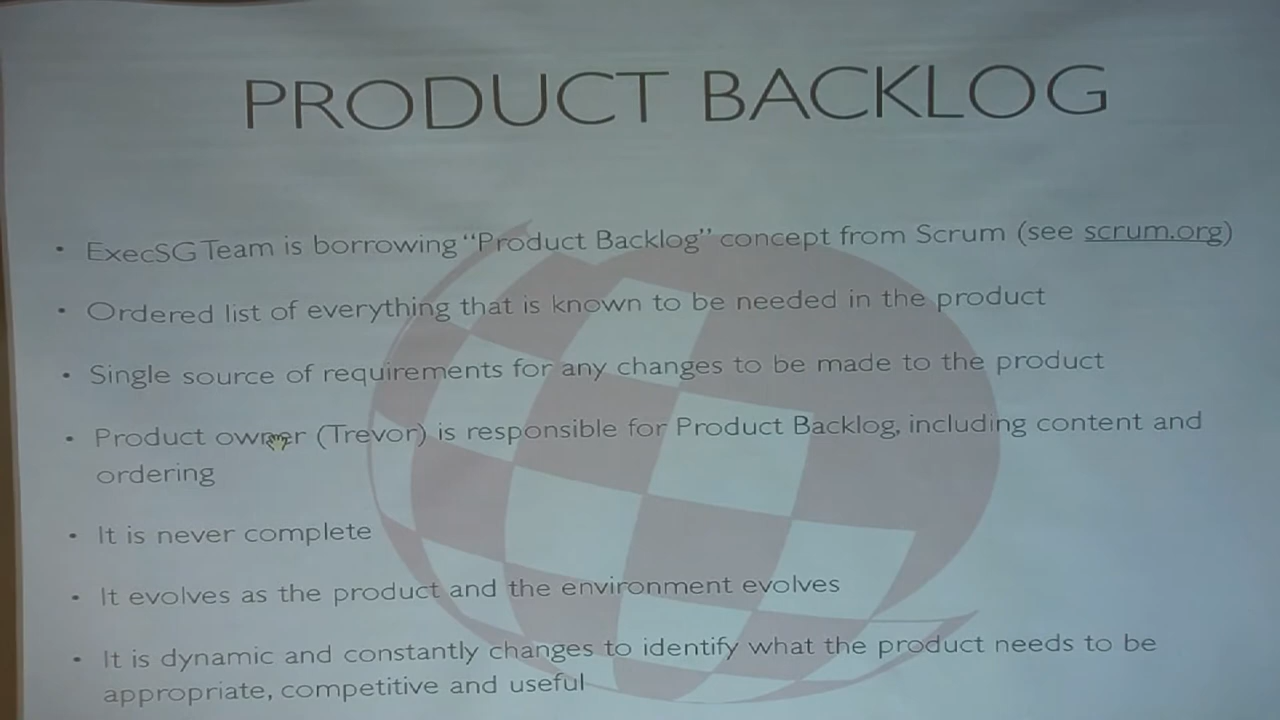 PRODUCT BACKLOG
• ExecSG Team is borrowing “Product Backlog” concept from Scrum (see scrum.org)
• Ordered list of everything that is known to be needed in the product
• Single source of requirements for any changes to be made to the product
• Product owner (Trevor) is responsible for Product Backlog, including content and
ordering
• It is never complete
• It evolves as the product and the environment evolves
• It is dynamic and constantly changes to identify what the product needs to be
appropriate, competitive and useful